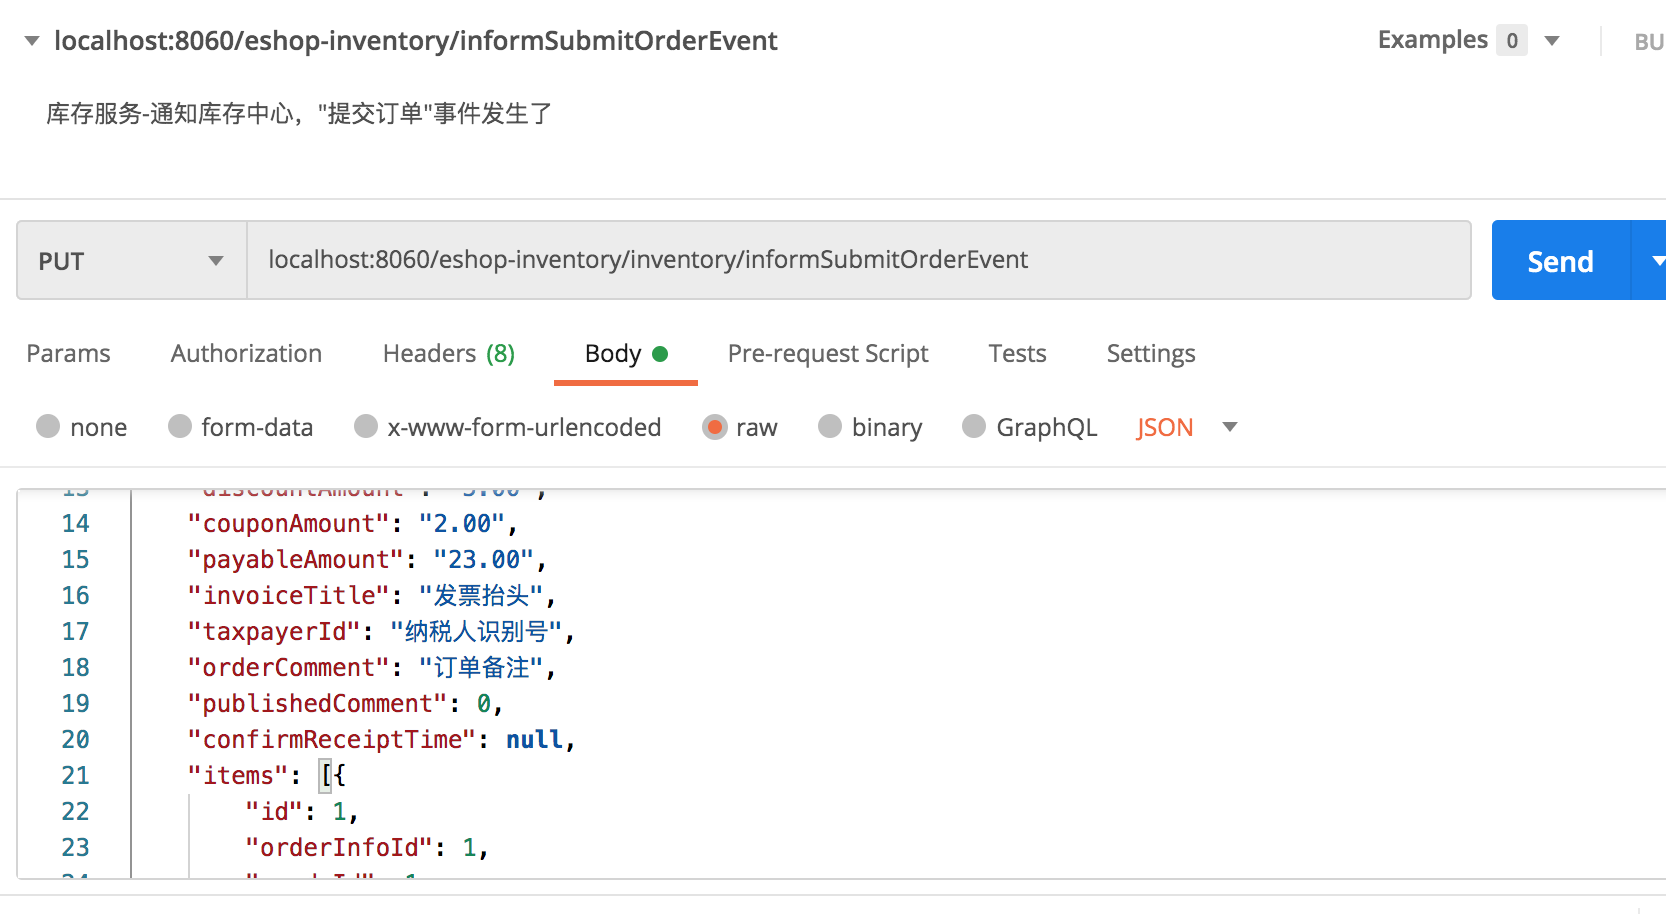 localhost:8060/eshop-inventory/informSubmitOrderEvent Examples 0 BU
库存服务-通知库存中心，"提交订单"事件发生了
PUT localhost:8060/eshop-inventory/inventory/informSubmitOrderEvent Send
Params Authorization Headers (8) Body Pre-request Script Tests Settings
none form-data x-www-form-urlencoded raw binary GraphQL JSON
14 "couponAmount": "2.00",
15 "payableAmount": "23.00",
16 "invoiceTitle": "发票抬头",
17 "taxpayerId": "纳税人识别号",
18 "orderComment": "订单备注",
19 "publishedComment": 0,
20 "confirmReceiptTime": null,
21 "items": [{
22 "id": 1,
23 "orderInfoId": 1,